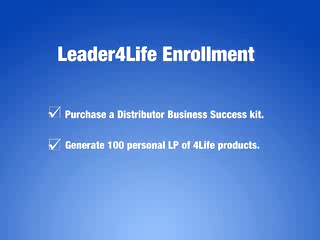 Leader4Life Enrollment
Purchase a Distributor Business Success kit.
Generate 100 personal LP of 4Life products.